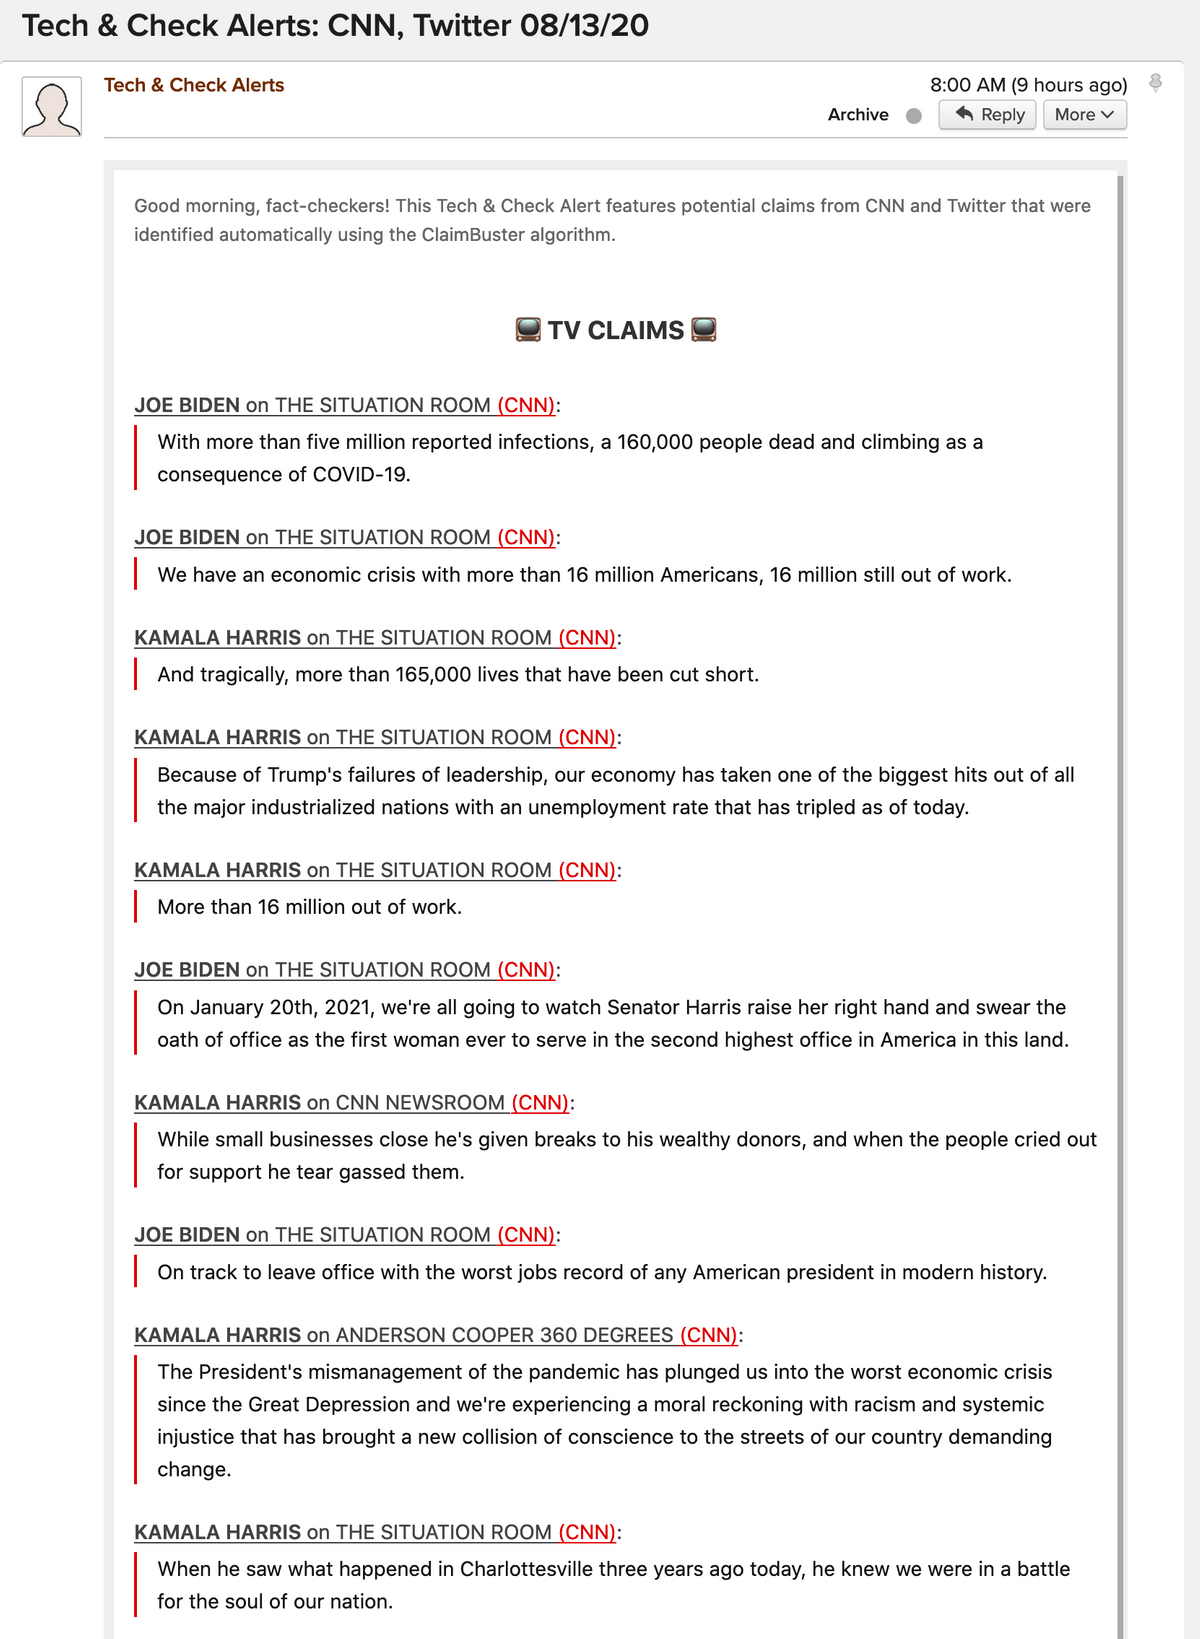 Tech & Check Alerts: CNN, Twitter 08/13/20
Tech & Check Alerts
8:00 AM (9 hours ago)
Archive
Reply
More
Good morning, fact-checkers! This Tech & Check Alert features potential claims from CNN and Twitter that were
identified automatically using the ClaimBuster algorithm.
TV CLAIMS
JOE BIDEN on THE SITUATION ROOM (CNN):
With more than five million reported infections, a 160,000 people dead and climbing as a
consequence of COVID-19.
JOE BIDEN on THE SITUATION ROOM (CNN):
We have an economic crisis with more than 16 million Americans, 16 million still out of work.
KAMALA HARRIS on THE SITUATION ROOM (CNN):
And tragically, more than 165,000 lives that have been cut short.
KAMALA HARRIS on THE SITUATION ROOM (CNN):
Because of Trump's failures of leadership, our economy has taken one of the biggest hits out of all
the major industrialized nations with an unemployment rate that has tripled as of today.
KAMALA HARRIS on THE SITUATION ROOM (CNN):
More than 16 million out of work.
JOE BIDEN on THE SITUATION ROOM (CNN):
On January 20th, 2021, we're all going to watch Senator Harris raise her right hand and swear the
oath of office as the first woman ever to serve in the second highest office in America in this land.
KAMALA HARRIS on CNN NEWSROOM (CNN):
While small businesses close he's given breaks to his wealthy donors, and when the people cried out
for support he tear gassed them.
JOE BIDEN on THE SITUATION ROOM (CNN):
On track to leave office with the worst jobs record of any American president in modern history.
KAMALA HARRIS on ANDERSON COOPER 360 DEGREES (CNN):
The President's mismanagement of the pandemic has plunged us into the worst economic crisis
since the Great Depression and we're experiencing a moral reckoning with racism and systemic
injustice that has brought a new collision of conscience to the streets of our country demanding
change.
KAMALA HARRIS on THE SITUATION ROOM (CNN):
When he saw what happened in Charlottesville three years ago today, he knew we were in a battle
for the soul of our nation.